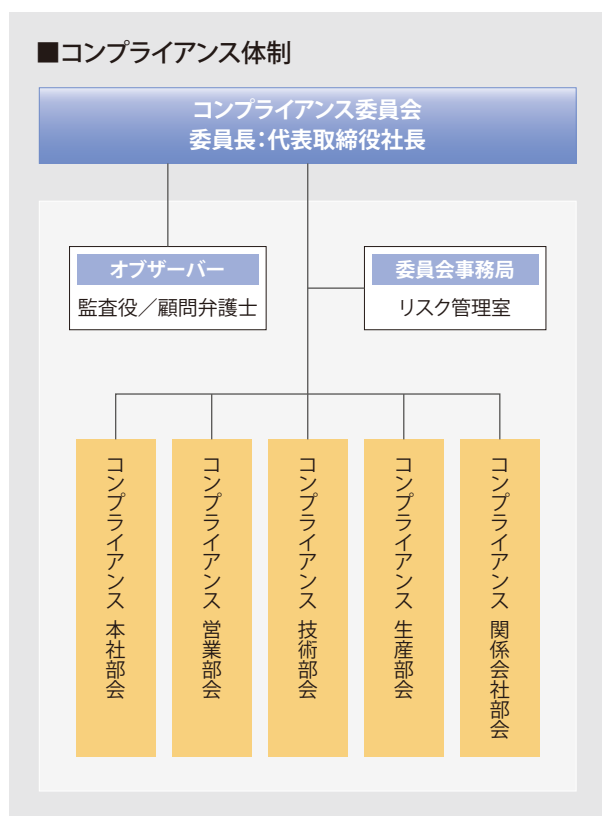 ■コンプライアンス体制
コンプライアンス委員会
委員長：代表取締役社長
オブザーバー
監査役／顧問弁護士
委員会事務局
リスク管理室
コンプライアンス 本社部会
コンプライアンス 営業部会
コンプライアンス 技術部会
コンプライアンス 生産部会
コンプライアンス 関係会社部会